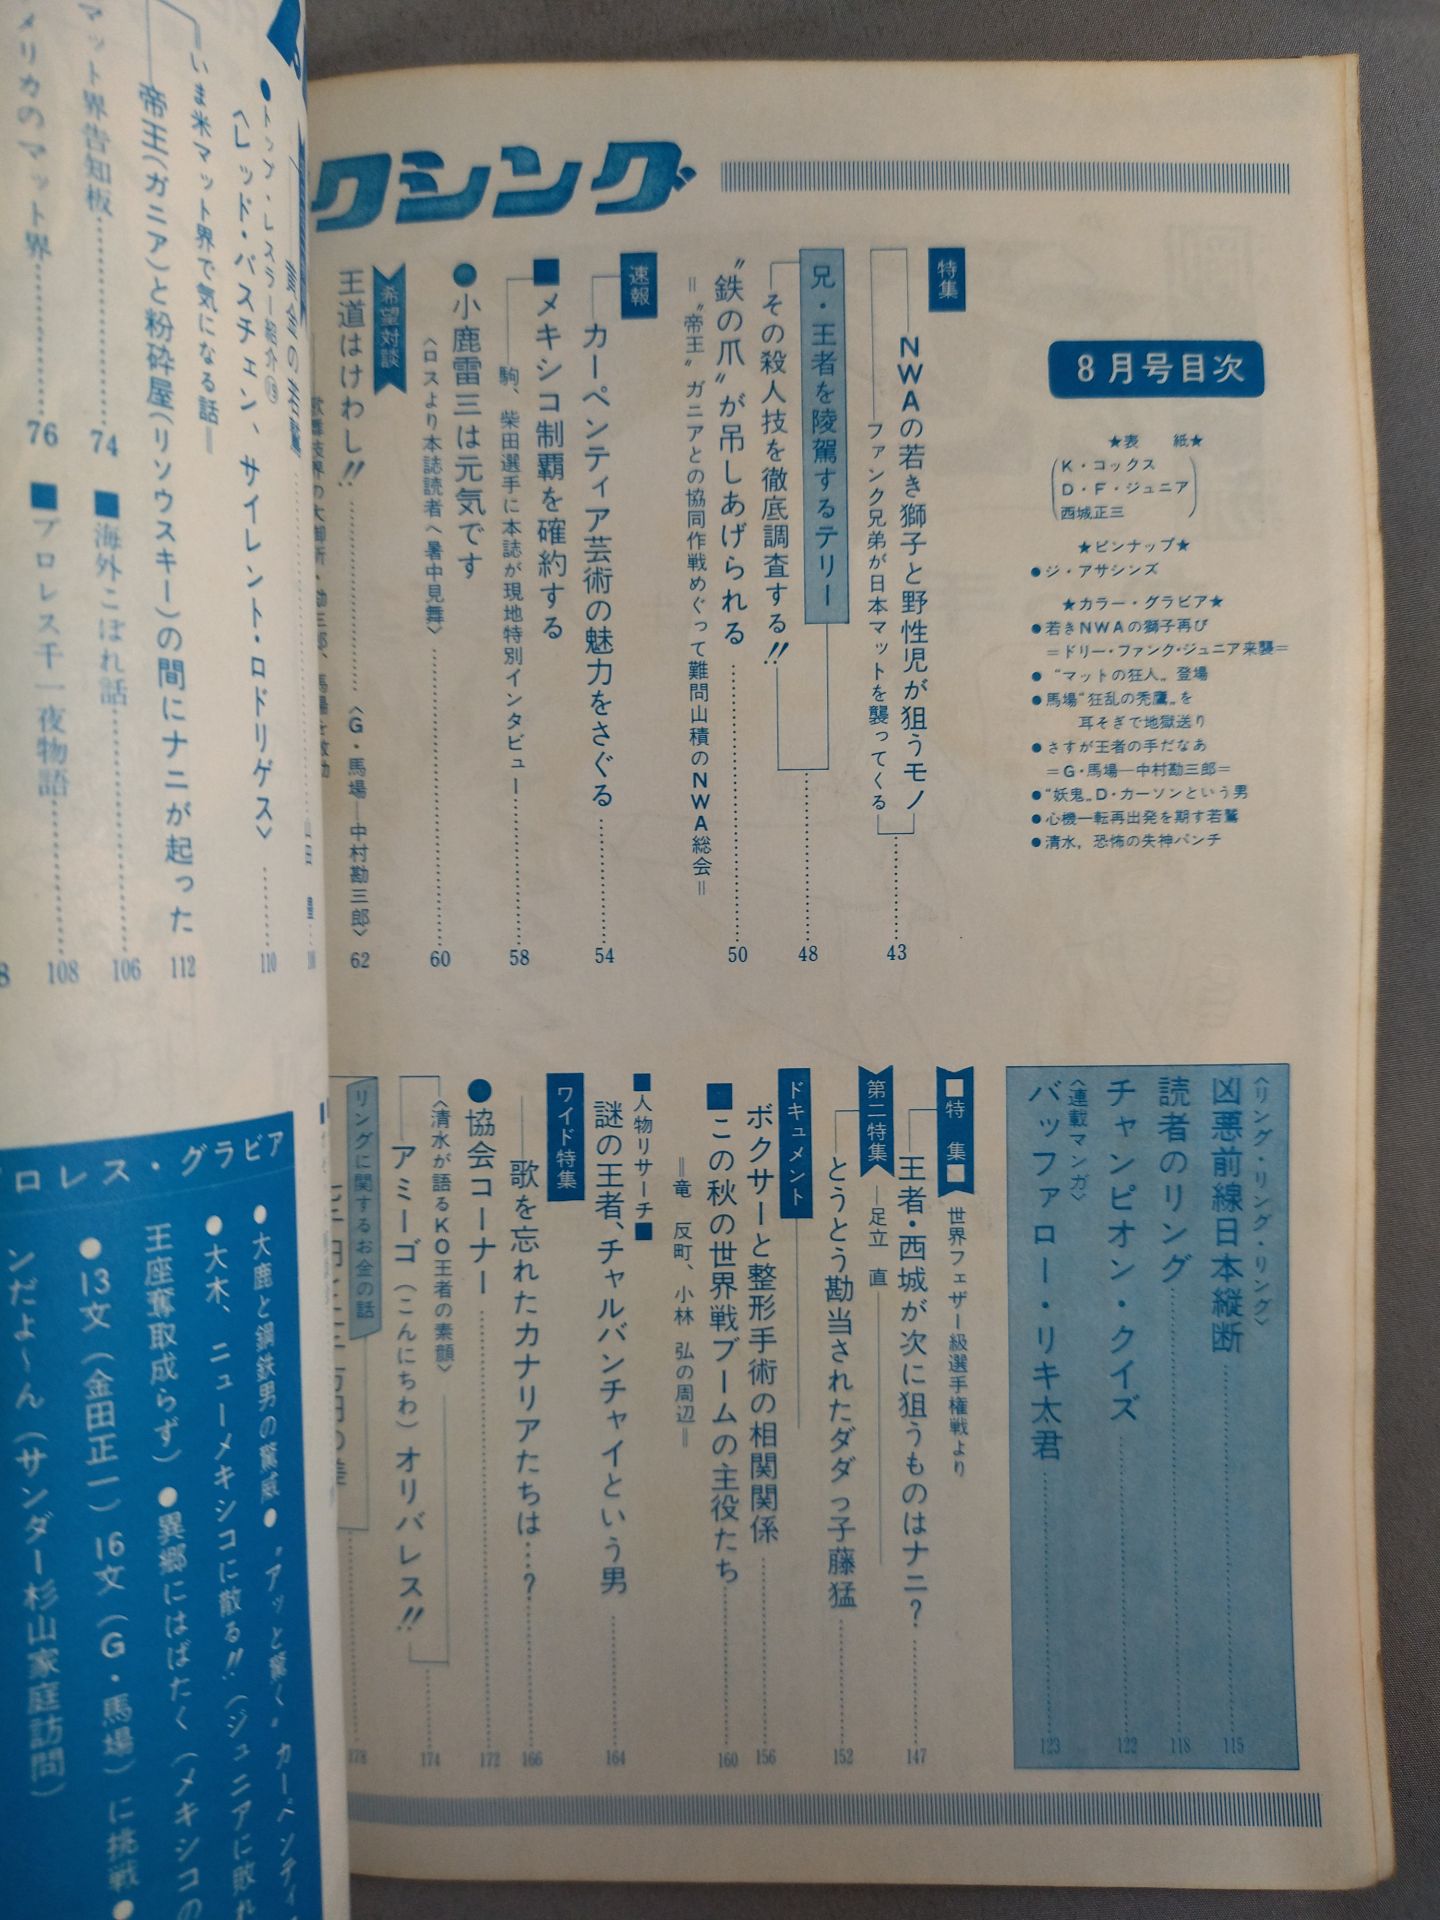 クシング
8月号目次
★表　紙★
K・コックス
D・F・ジュニア
西城正三
★ピンナップ★
●ジ・アサシンズ
★カラー・グラビア★
●若きNWAの獅子再び
＝ドリー・ファンク・ジュニア来襲＝
●〝マットの狂人〟登場
●馬場〝狂乱の禿鷹〟を
耳そぎで地獄送り
●さすが王者の手だなあ
＝G・馬場―中村勘三郎＝
●〝妖鬼〟D・カーソンという男
●心機一転再出発を期す若鷲
●清水，恐怖の失神パンチ
特集
NWAの若き獅子と野性児が狙うモノ
ファンク兄弟が日本マットを襲ってくる……43
兄・王者を陵駕するテリー
その殺人技を徹底調査する!!……48
〝鉄の爪〟が吊しあげられる……50
＝〝帝王〟ガニアとの協同作戦めぐって難問山積のNWA総会＝
速報
カーペンティア芸術の魅力をさぐる……54
■メキシコ制覇を確約する
駒、柴田選手に本誌が現地特別インタビュー……58
●小鹿雷三は元気です
〈ロスより本誌読者へ暑中見舞〉……60
希望対談
王道はけわし!!……〈G・馬場―中村勘三郎〉62
〈リング・リング・リング〉
凶悪前線日本縦断……115
読者のリング……118
チャンピオン・クイズ……122
〈連載マンガ〉
バッファロー・リキ太君……123
■特　集■
世界フェザー級選手権戦より
王者・西城が次に狙うものはナニ？……147
第二特集
―足立　直―
とうとう勘当されたダダっ子藤猛……152
ドキュメント
ボクサーと整形手術の相関関係……156
■この秋の世界戦ブームの主役たち……160
＝竜　反町、小林　弘の周辺＝
■人物リサーチ■
謎の王者、チャルバンチャイという男……164
ワイド特集
歌を忘れたカナリアたちは…？……166
●協会コーナー……172
〈清水が語るKO王者の素顔〉
アミーゴ（こんにちわ）オリバレス!!……174
リングに関するお金の話
……178
●トップ・レスラー紹介⑲
〈レッド・バスチェン、サイレント・ロドリゲス〉……110
―いま米マット界で気になる話―
帝王（ガニア）と粉砕屋（リソウスキー）の間にナニが起った 112
マット界告知板……74
■海外こぼれ話……106
メリカのマット界……76
■プロレス千一夜物語……108
ロレス・グラビア
●大鹿と鋼鉄男の驚威●〝アッと驚く〟カーペンティ
●大木、ニューメキシコに散る!!（ジュニアに敗れ
王座奪取成らず）●異郷にはばたく（メキシコの
●13文（金田正一）16文（G・馬場）に挑戦●
ンだよ～ん（サンダー杉山家庭訪問）